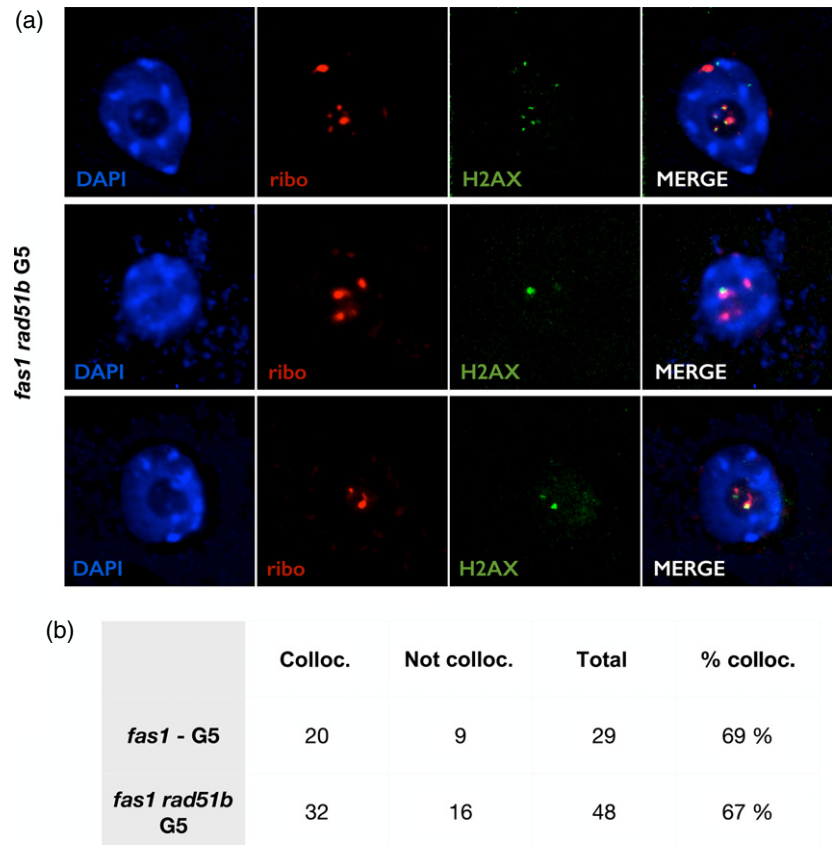 (a)
fas1 rad51b G5
DAPI ribo H2AX MERGE
DAPI ribo H2AX MERGE
DAPI ribo H2AX MERGE
(b)
Colloc. Not colloc. Total % colloc.
fas1 - G5 20 9 29 69 %
fas1 rad51b
G5 32 16 48 67 %